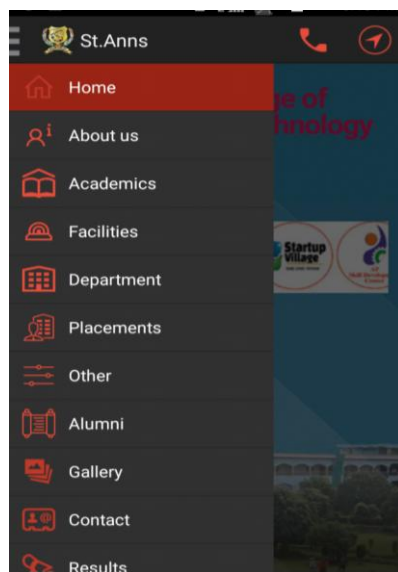 St.Anns
Home
ge of
hnology
About us
Academics
Facilities
Startup
Village
Department
Placements
Other
Alumni
Gallery
Contact
Results